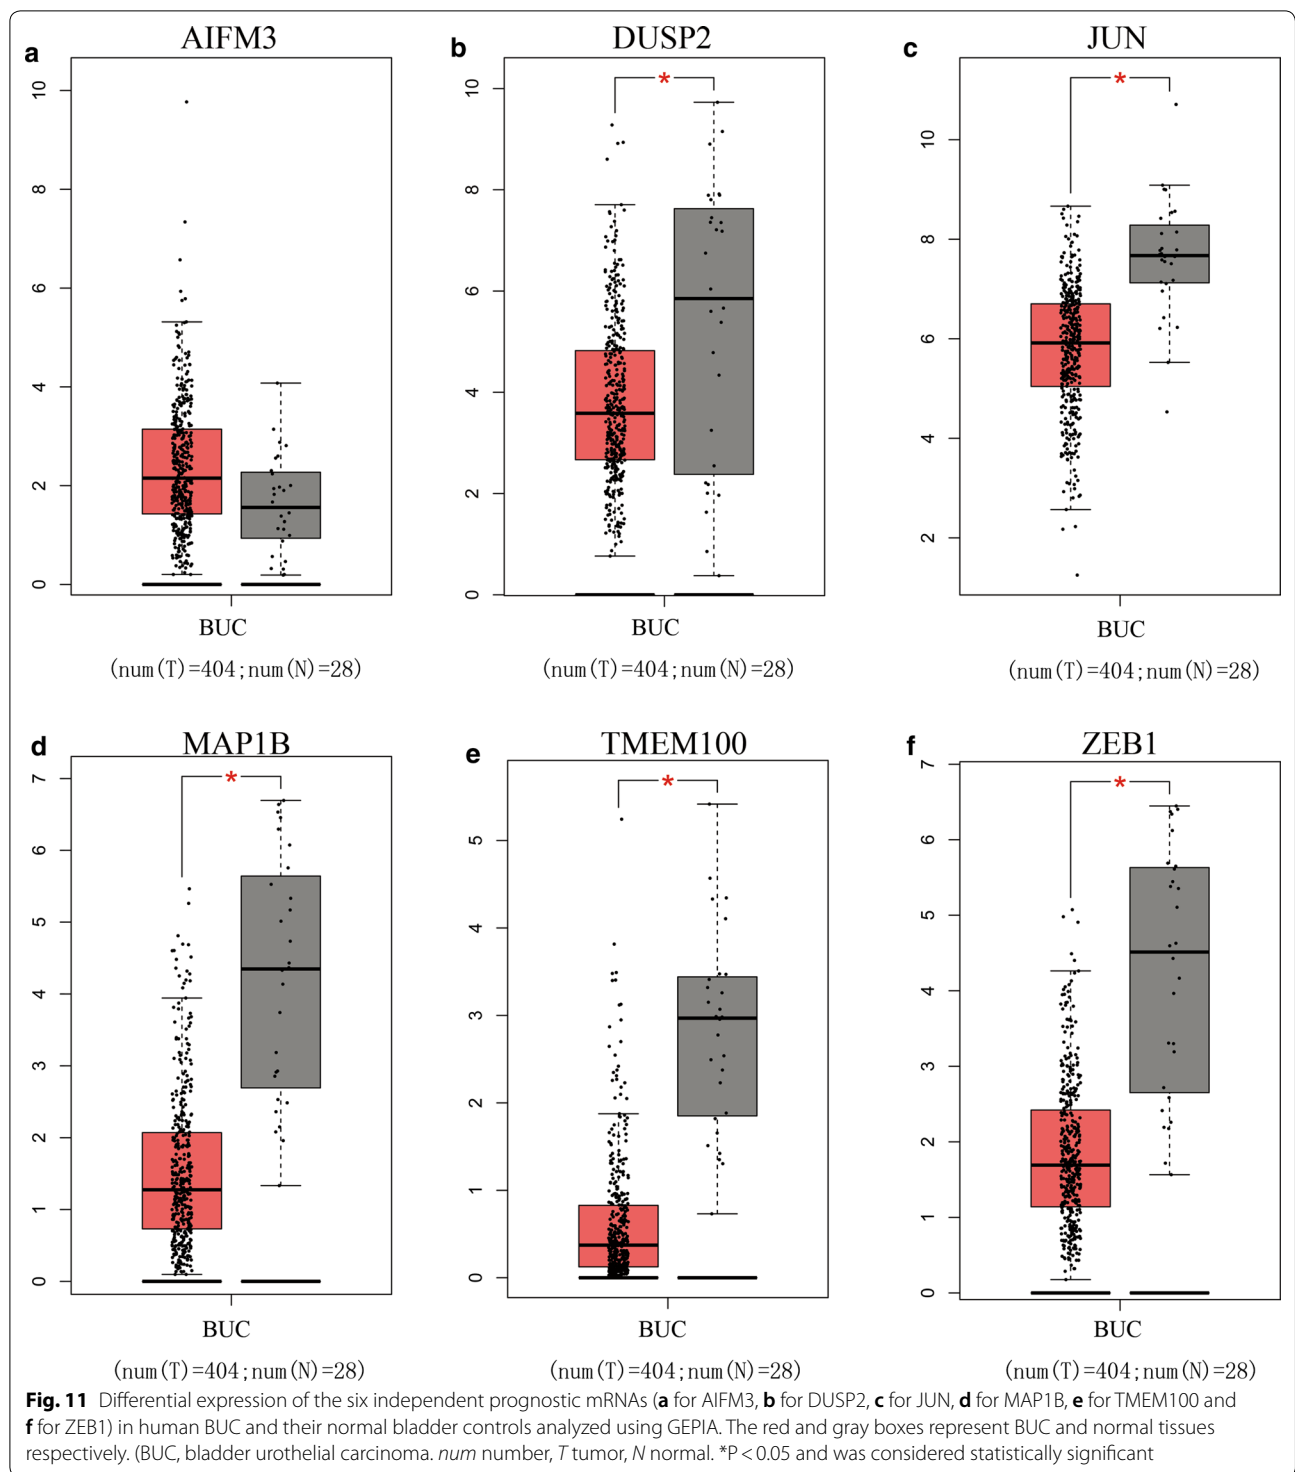 a
AIFM3
0
2
4
6
8
10
BUC
(num(T)=404;num(N)=28)
b
DUSP2
*
0
2
4
6
8
10
BUC
(num(T)=404;num(N)=28)
c
JUN
*
2
4
6
8
10
BUC
(num(T)=404;num(N)=28)
d
MAP1B
*
0
1
2
3
4
5
6
7
BUC
(num(T)=404;num(N)=28)
e
TMEM100
*
0
1
2
3
4
5
BUC
(num(T)=404;num(N)=28)
f
ZEB1
*
0
1
2
3
4
5
6
7
BUC
(num(T)=404;num(N)=28)
Fig. 11 Differential expression of the six independent prognostic mRNAs (a for AIFM3, b for DUSP2, c for JUN, d for MAP1B, e for TMEM100 and
f for ZEB1) in human BUC and their normal bladder controls analyzed using GEPIA. The red and gray boxes represent BUC and normal tissues
respectively. (BUC, bladder urothelial carcinoma. num number, T tumor, N normal. *P < 0.05 and was considered statistically significant